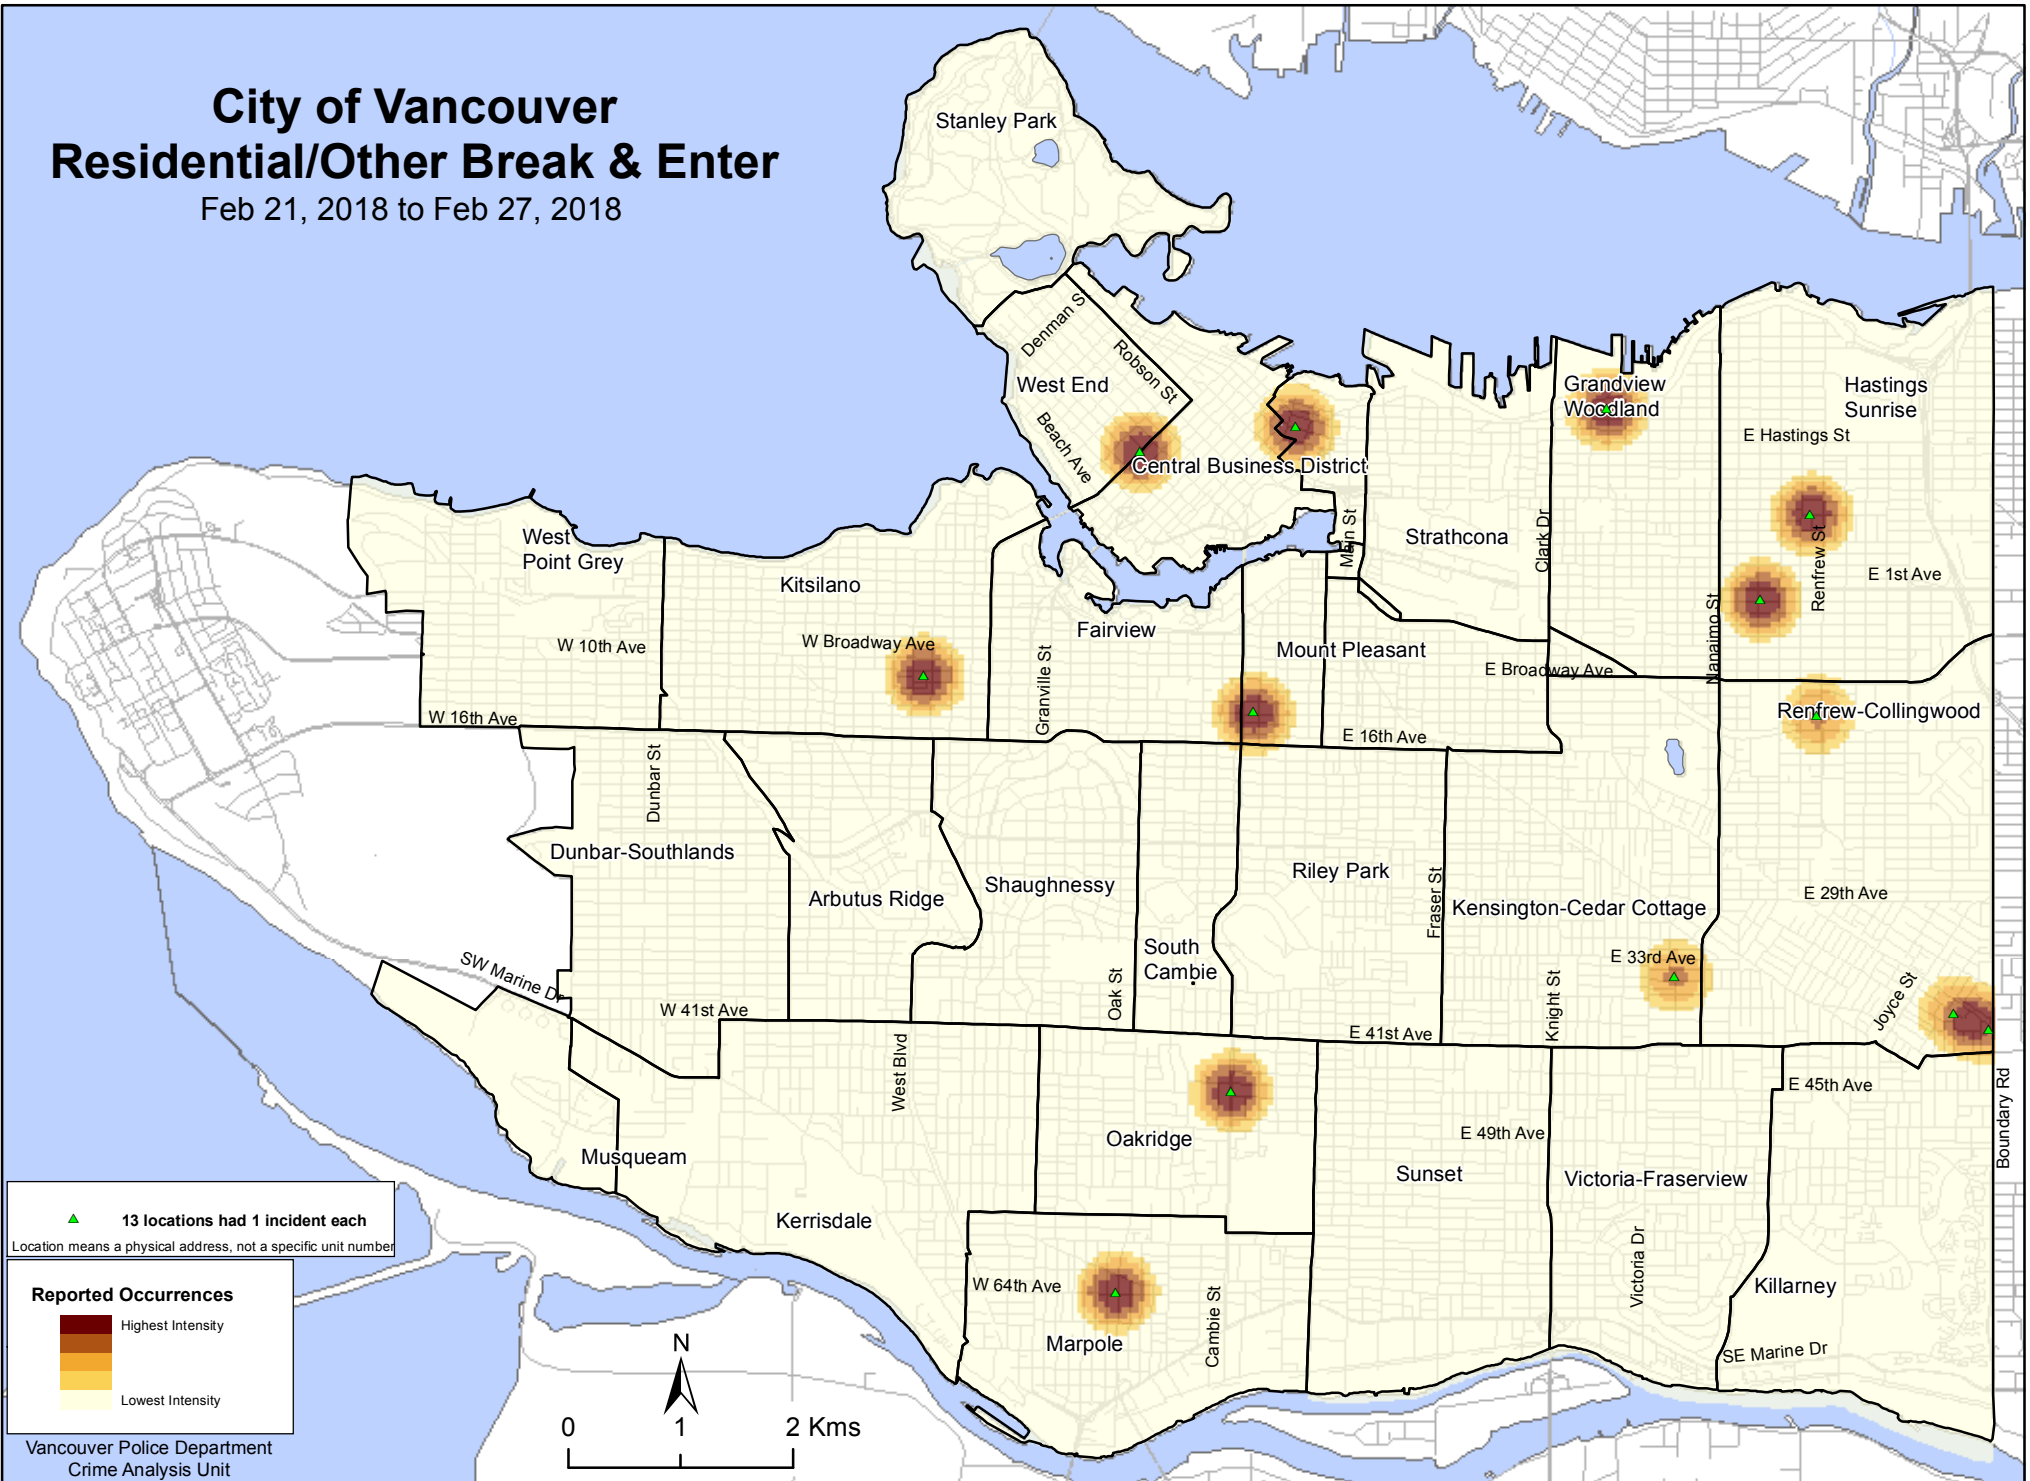 City of Vancouver
Residential/Other Break & Enter
Feb 21, 2018 to Feb 27, 2018
Stanley Park
Denman S
Robson St
West End
Beach Ave
Central Business District
Grandview
Woodland
Hastings
Sunrise
E Hastings St
West
Point Grey
Kitsilano
Main St
Strathcona
Clark Dr
Renfrew St
E 1st Ave
Nanaimo St
W 10th Ave
W Broadway Ave
Fairview
Granville St
Mount Pleasant
E Broadway Ave
W 16th Ave
E 16th Ave
Renfrew-Collingwood
Dunbar St
Dunbar-Southlands
Arbutus Ridge
Shaughnessy
Riley Park
Fraser St
Kensington-Cedar Cottage
E 29th Ave
South
Cambie
E 33rd Ave
SW Marine Dr
W 41st Ave
Oak St
E 41st Ave
Knight St
Joyce St
West Blvd
E 45th Ave
Boundary Rd
Oakridge
E 49th Ave
Musqueam
Sunset
Victoria-Fraserview
Kerrisdale
W 64th Ave
Marpole
Cambie St
Victoria Dr
Killarney
SE Marine Dr
13 locations had 1 incident each
Location means a physical address, not a specific unit number
Reported Occurrences
Highest Intensity
Lowest Intensity
N
0 1 2 Kms
Vancouver Police Department
Crime Analysis Unit